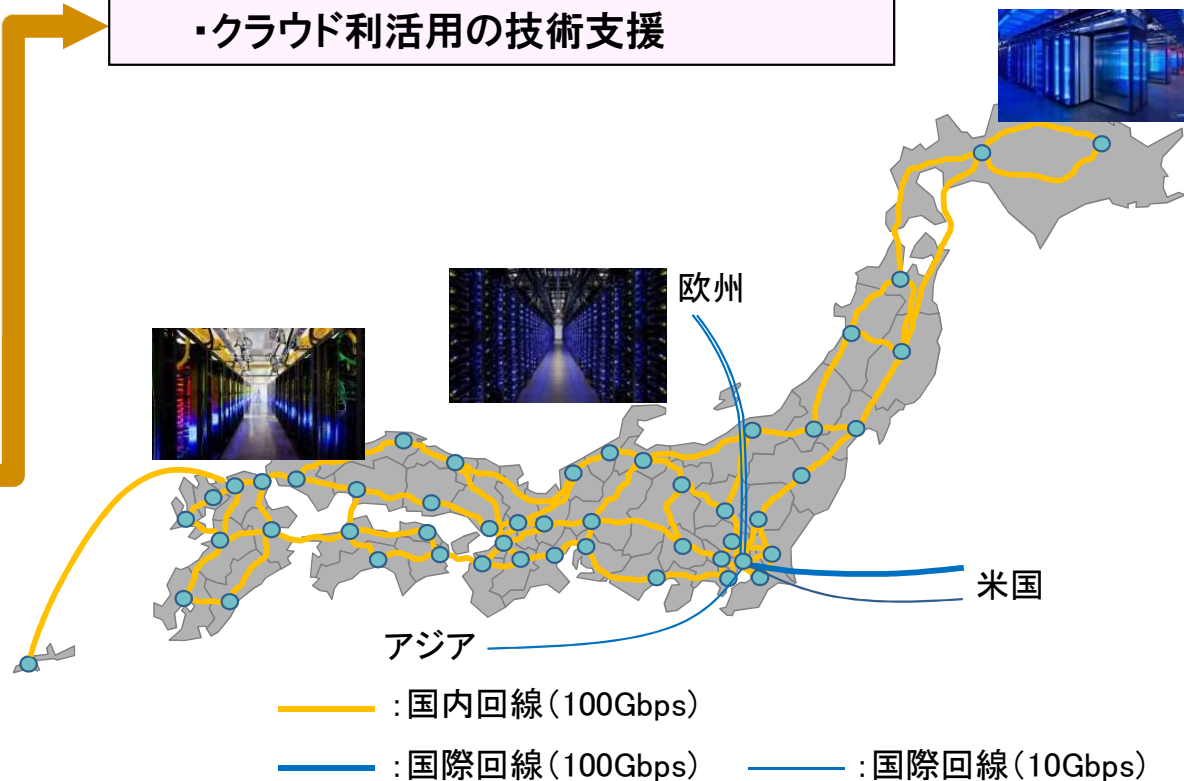 ・クラウド利活用の技術支援
欧州
米国
アジア
:国内回線(100Gbps)
:国際回線(100Gbps) :国際回線(10Gbps)